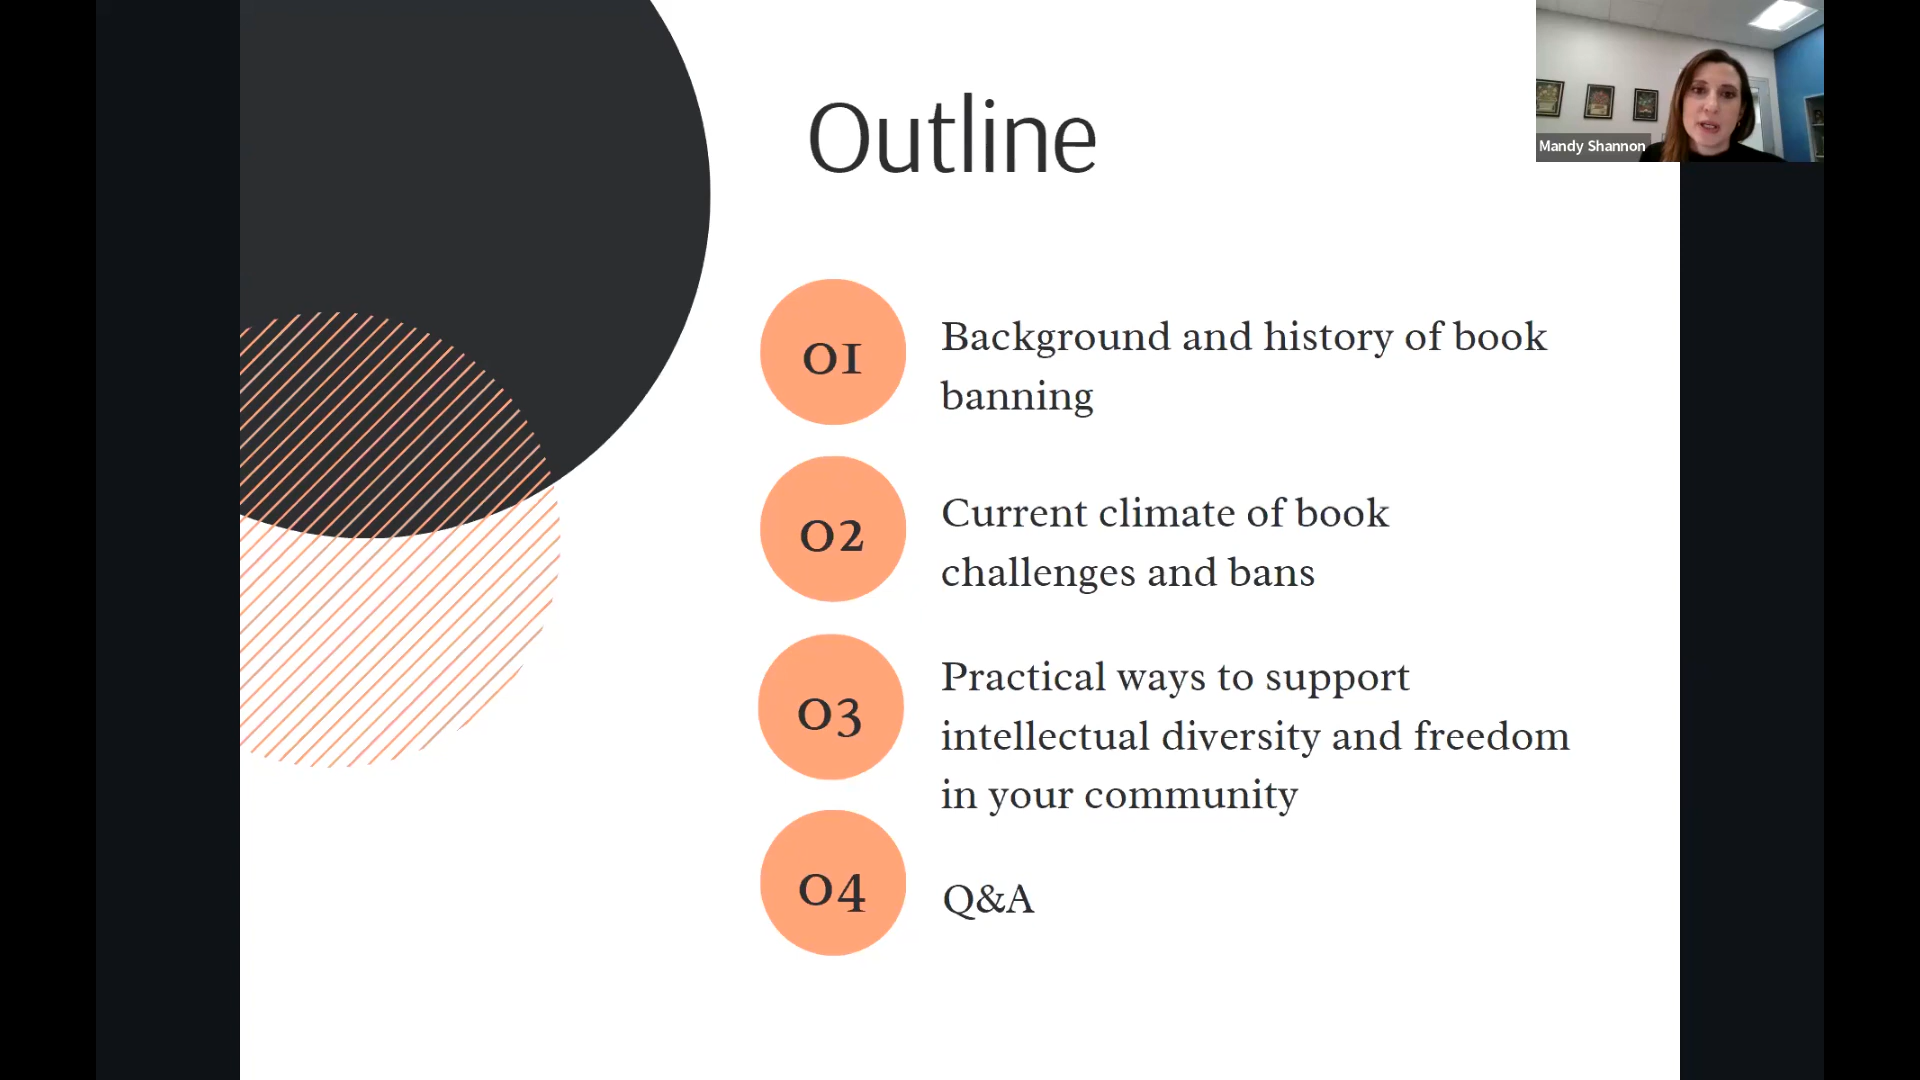 Outline
Mandy Shannon
01
Background and history of book
banning
02
Current climate of book
challenges and bans
03
Practical ways to support
intellectual diversity and freedom
in your community
04
Q&A